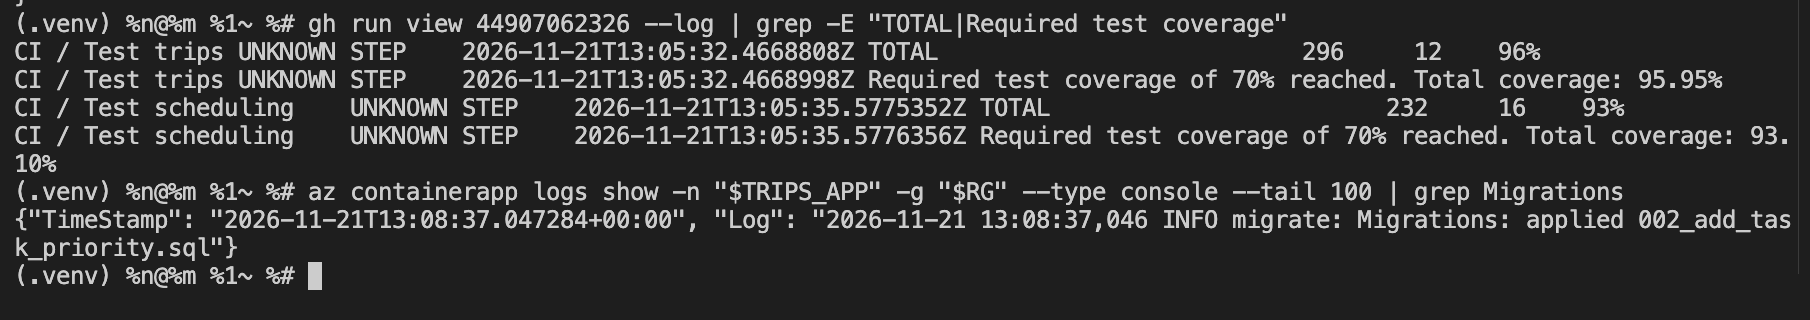 (.venv) %n@%m %1~ %# gh run view 44907062326 --log | grep -E "TOTAL|Required test coverage"
CI / Test trips UNKNOWN STEP    2026-11-21T13:05:32.4668808Z TOTAL                          296     12    96%
CI / Test trips UNKNOWN STEP    2026-11-21T13:05:32.4668998Z Required test coverage of 70% reached. Total coverage: 95.95%
CI / Test scheduling    UNKNOWN STEP    2026-11-21T13:05:35.5775352Z TOTAL                        232     16    93%
CI / Test scheduling    UNKNOWN STEP    2026-11-21T13:05:35.5776356Z Required test coverage of 70% reached. Total coverage: 93.
10%
(.venv) %n@%m %1~ %# az containerapp logs show -n "$TRIPS_APP" -g "$RG" --type console --tail 100 | grep Migrations
{"TimeStamp": "2026-11-21T13:08:37.047284+00:00", "Log": "2026-11-21 13:08:37,046 INFO migrate: Migrations: applied 002_add_tas
k_priority.sql"}
(.venv) %n@%m %1~ %#